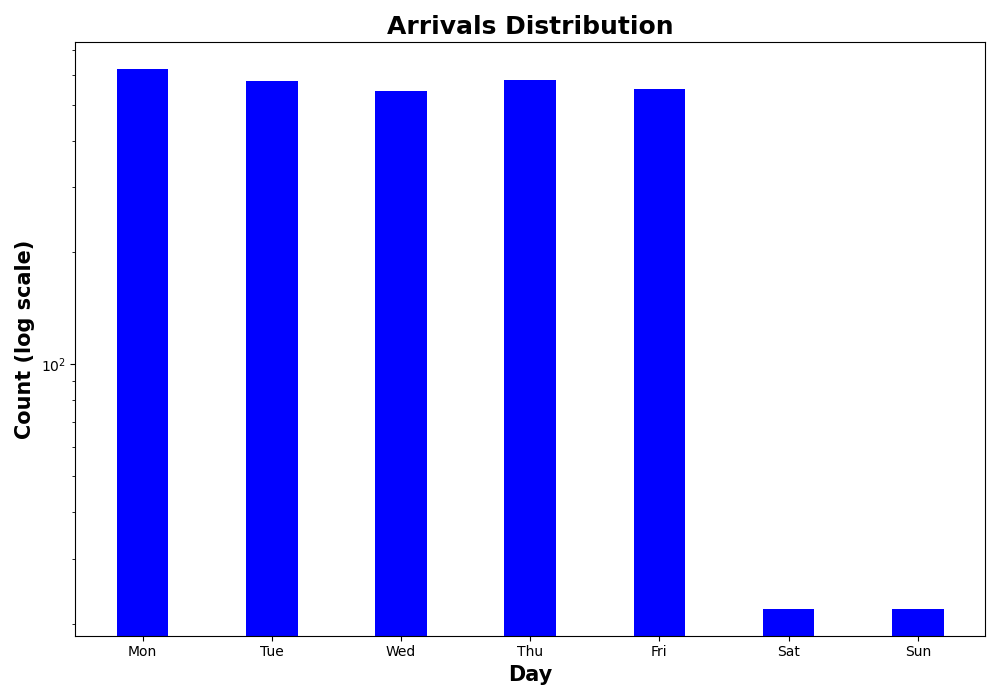 Arrivals Distribution
Count (log scale)
10²
Mon Tue Wed Thu Fri Sat Sun
Day